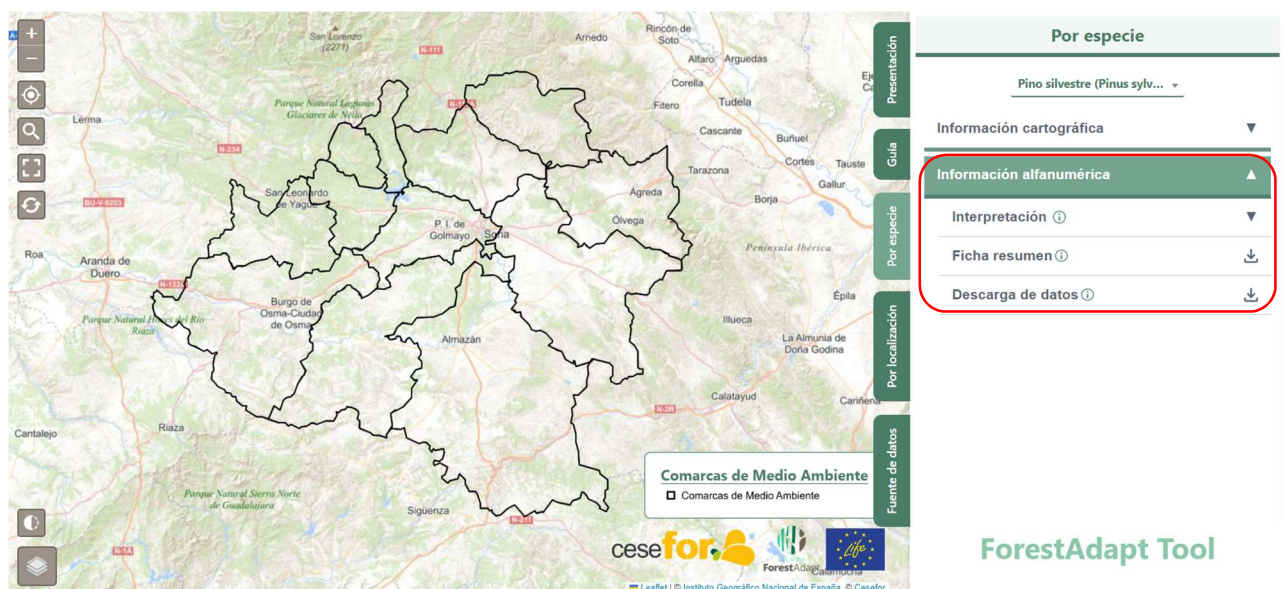 San Lorenzo
(2271)
N-111
Arnedo
Rincón de
Soto
Alfaro
Arguedas
Corella
Parque Natural Lagunas
Glaciares de Neila
Fitero
Tudela
Lerma
N-234
Cascante
Buñuel
Cortes
Tauste
Tarazona
Gallur
San Leonardo
de Yagüe
BU-V-9203
Ágreda
Borja
P. I. de
Golmayo
Soria
Ólvega
Península Ibérica
Roa
Aranda de
Duero
N-122
Burgo de
Osma-Ciudad
de Osma
Épila
Parque Natural Hoces del Río
Riaza
Almazán
Illueca
La Almunia de
Doña Godina
Calatayud
Cariñena
N-2R
Cantalejo
Riaza
Parque Natural Sierra Norte
de Guadalajara
Sigüenza
N-211
N-1A
Calamocha
+
−
Comarcas de Medio Ambiente
Comarcas de Medio Ambiente
cesefor
ForestAdapt
Life
Leaflet | © Instituto Geográfico Nacional de España, © Cesefor
Presentación
Guía
Por especie
Por localización
Fuente de datos
Por especie
Pino silvestre (Pinus sylv...
Información cartográfica
Información alfanumérica
Interpretación
Ficha resumen
Descarga de datos
ForestAdapt Tool